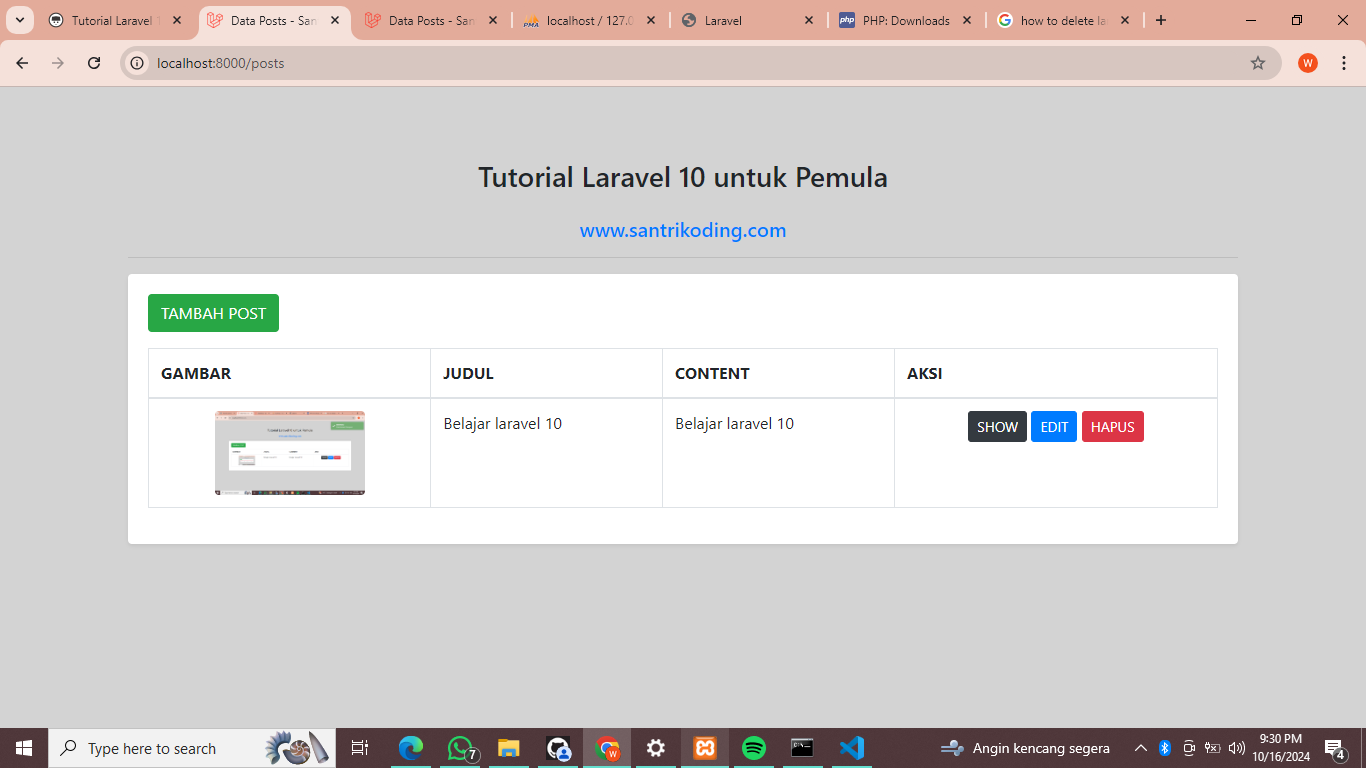 Tutorial Laravel 1
Data Posts - San
Data Posts - San
PMA
localhost / 127.0
Laravel
php
PHP: Downloads
how to delete la
localhost:8000/posts
W
Tutorial Laravel 10 untuk Pemula
www.santrikoding.com
TAMBAH POST
GAMBAR JUDUL CONTENT AKSI
Belajar laravel 10 Belajar laravel 10 SHOW EDIT HAPUS
Type here to search
7
W
Angin kencang segera
9:30 PM
10/16/2024
4